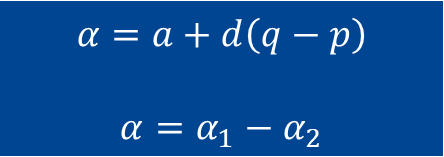 α = a + d(q − p)
α = α₁ − α₂